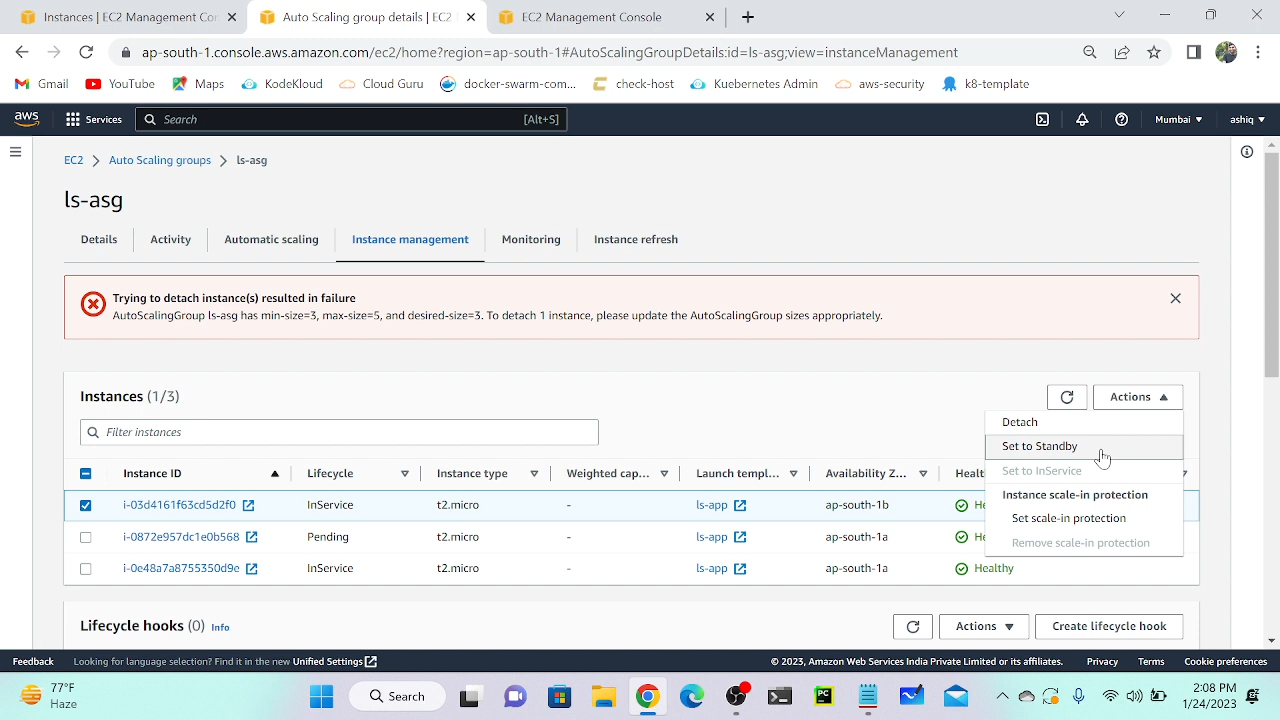 Instances | EC2 Management Con
Auto Scaling group details | EC2
EC2 Management Console
ap-south-1.console.aws.amazon.com/ec2/home?region=ap-south-1#AutoScalingGroupDetails:id=ls-asg;view=instanceManagement
Gmail YouTube Maps KodeKloud Cloud Guru docker-swarm-com... check-host Kubernetes Admin aws-security k8-template
aws Services Search [Alt+S] Mumbai ashiq
EC2 Auto Scaling groups ls-asg
ls-asg
Details Activity Automatic scaling Instance management Monitoring Instance refresh
Trying to detach instance(s) resulted in failure
AutoScalingGroup ls-asg has min-size=3, max-size=5, and desired-size=3. To detach 1 instance, please update the AutoScalingGroup sizes appropriately.
Instances (1/3) Actions
Filter instances
Detach
Set to Standby
Set to InService
Instance scale-in protection
Set scale-in protection
Remove scale-in protection
Instance ID Lifecycle Instance type Weighted cap... Launch templ... Availability Z...
i-03d4161f63cd5d2f0 InService t2.micro - ls-app ap-south-1b
i-0872e957dc1e0b568 Pending t2.micro - ls-app ap-south-1a
i-0e48a7a8755350d9e InService t2.micro - ls-app ap-south-1a Healthy
Lifecycle hooks (0) Info Actions Create lifecycle hook
Feedback Looking for language selection? Find it in the new Unified Settings © 2023, Amazon Web Services India Private Limited or its affiliates. Privacy Terms Cookie preferences
77°F
Haze
Search
2:08 PM
1/24/2023